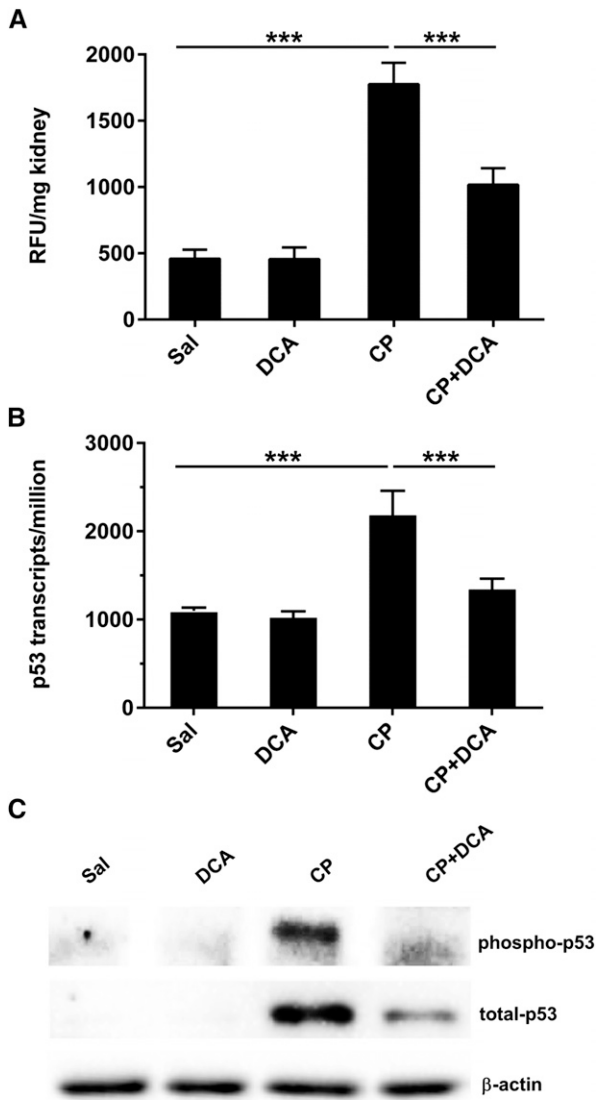 A
*** ***
2000
1500
1000
500
0
RFU/mg kidney
Sal DCA CP CP+DCA
B
3000
*** ***
2000
1000
0
p53 transcripts/million
Sal DCA CP CP+DCA
C
Sal DCA CP CP+DCA
phospho-p53
total-p53
β-actin